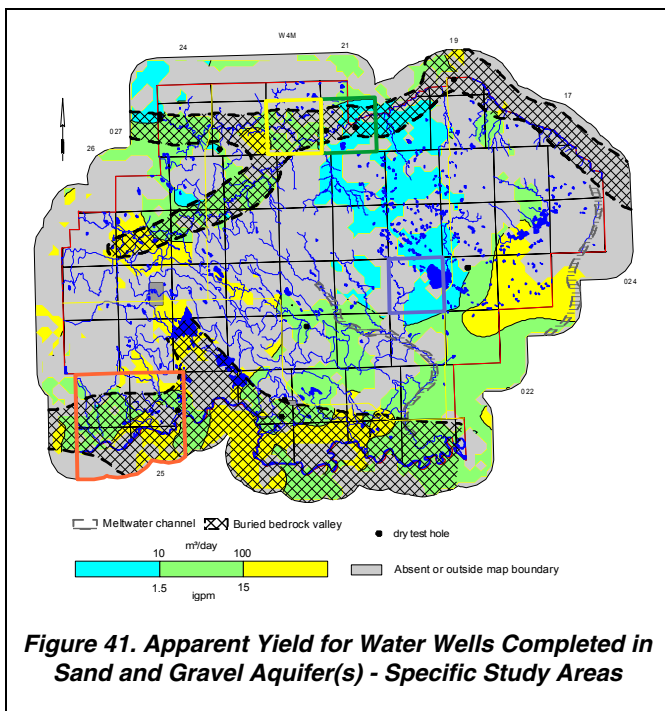 W4M
24
21
19
17
027
26
024
022
25
Meltwater channel
Buried bedrock valley
dry test hole
m³/day
10
100
1.5
15
igpm
Absent or outside map boundary
Figure 41. Apparent Yield for Water Wells Completed in
Sand and Gravel Aquifer(s) - Specific Study Areas